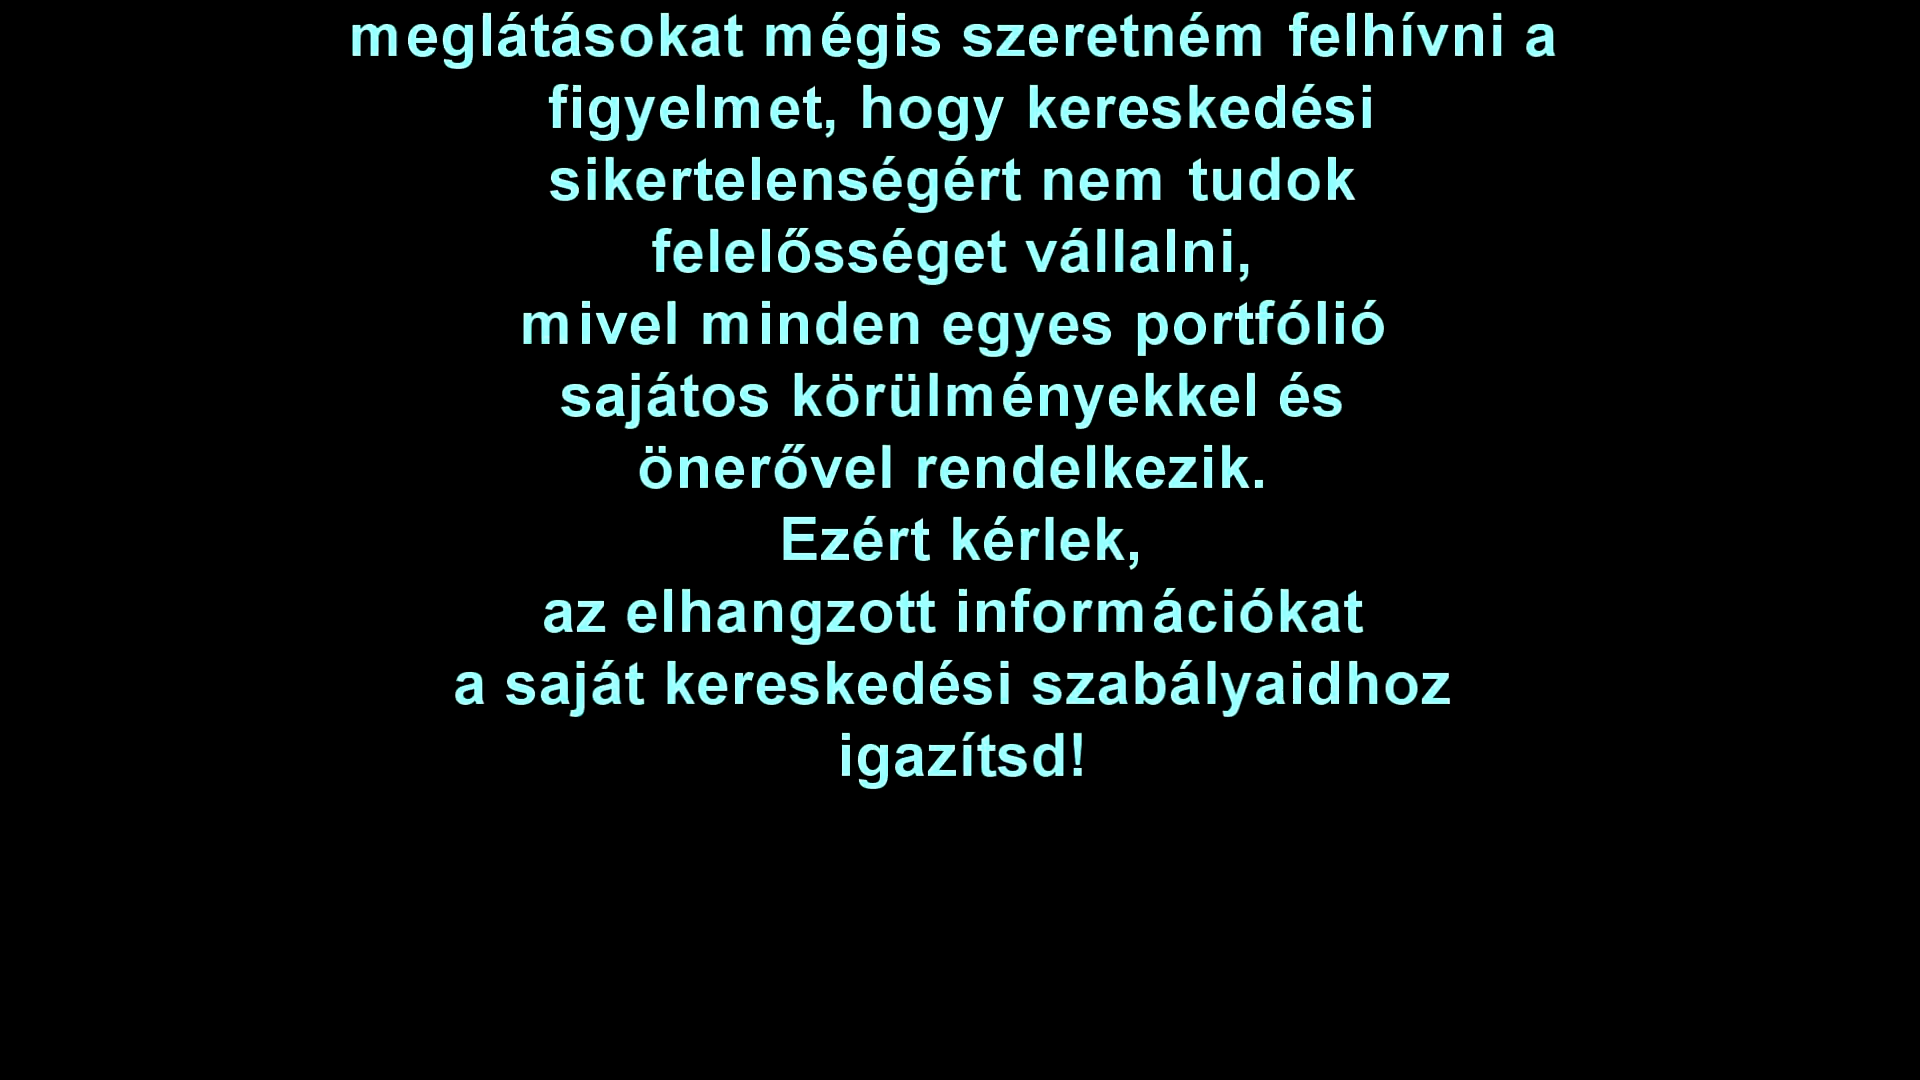 meglátásokat mégis szeretném felhívni a
figyelmet, hogy kereskedési
sikertelenségért nem tudok
felelősséget vállalni,
mivel minden egyes portfólió
sajátos körülményekkel és
önerővel rendelkezik.
Ezért kérlek,
az elhangzott információkat
a saját kereskedési szabályaidhoz
igazítsd!